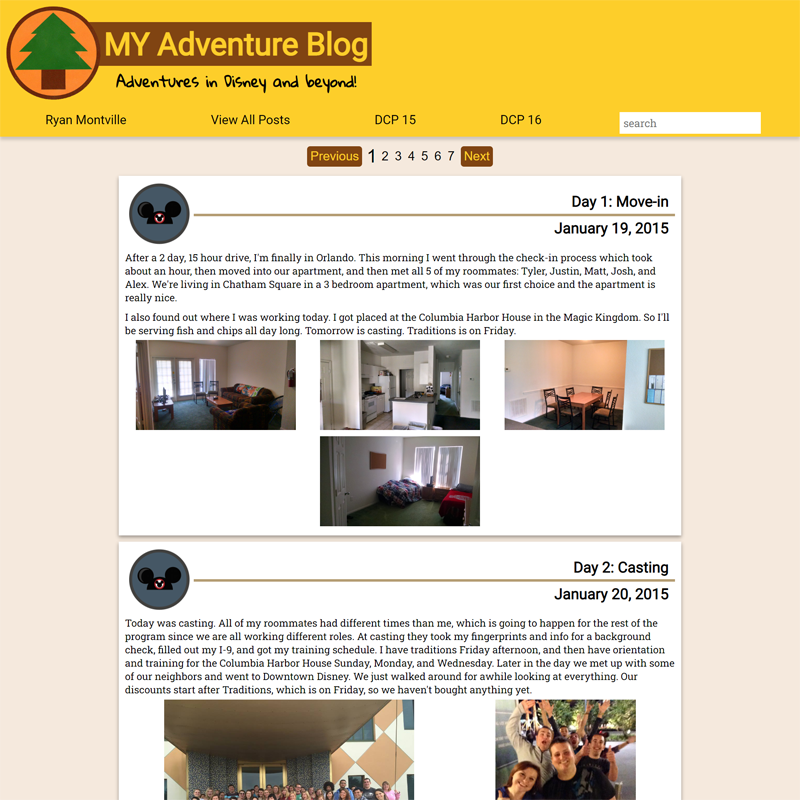 MY Adventure Blog
Adventures in Disney and beyond!
Ryan Montville
View All Posts
DCP 15
DCP 16
search
Previous 1 2 3 4 5 6 7 Next
Day 1: Move-in
January 19, 2015
After a 2 day, 15 hour drive, I'm finally in Orlando. This morning I went through the check-in process which took
about an hour, then moved into our apartment, and then met all 5 of my roommates: Tyler, Justin, Matt, Josh, and
Alex. We're living in Chatham Square in a 3 bedroom apartment, which was our first choice and the apartment is
really nice.
I also found out where I was working today. I got placed at the Columbia Harbor House in the Magic Kingdom. So I'll
be serving fish and chips all day long. Tomorrow is casting. Traditions is on Friday.
Day 2: Casting
January 20, 2015
Today was casting. All of my roommates had different times than me, which is going to happen for the rest of the
program since we are all working different roles. At casting they took my fingerprints and info for a background
check, filled out my I-9, and got my training schedule. I have traditions Friday afternoon, and then have orientation
and training for the Columbia Harbor House Sunday, Monday, and Wednesday. Later in the day we met up with some
of our neighbors and went to Downtown Disney. We just walked around for awhile looking at everything. Our
discounts start after Traditions, which is on Friday, so we haven't bought anything yet.